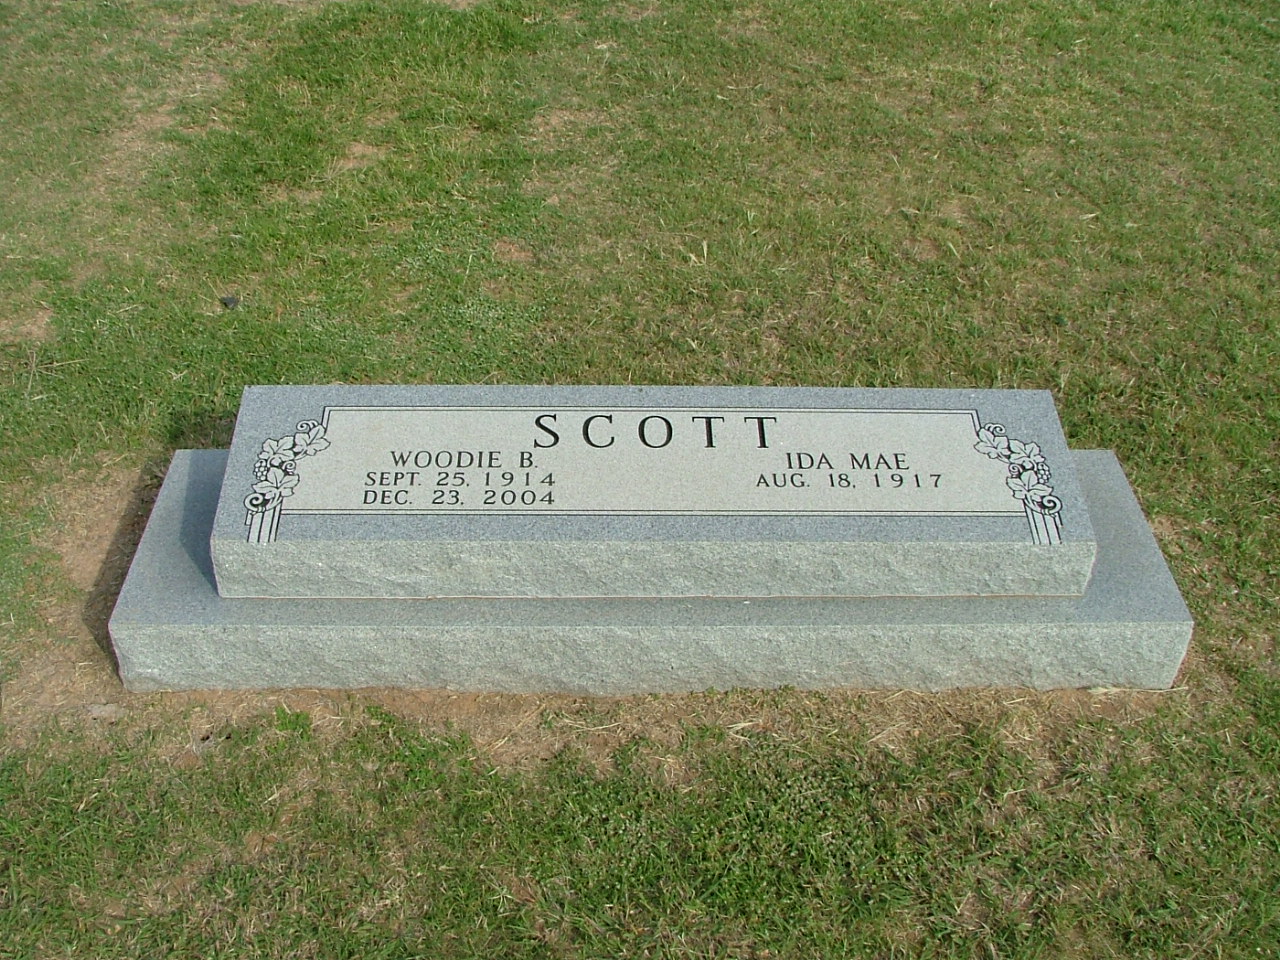 SCOTT
WOODIE B.
SEPT. 25, 1914
DEC. 23, 2004
IDA MAE
AUG. 18, 1917